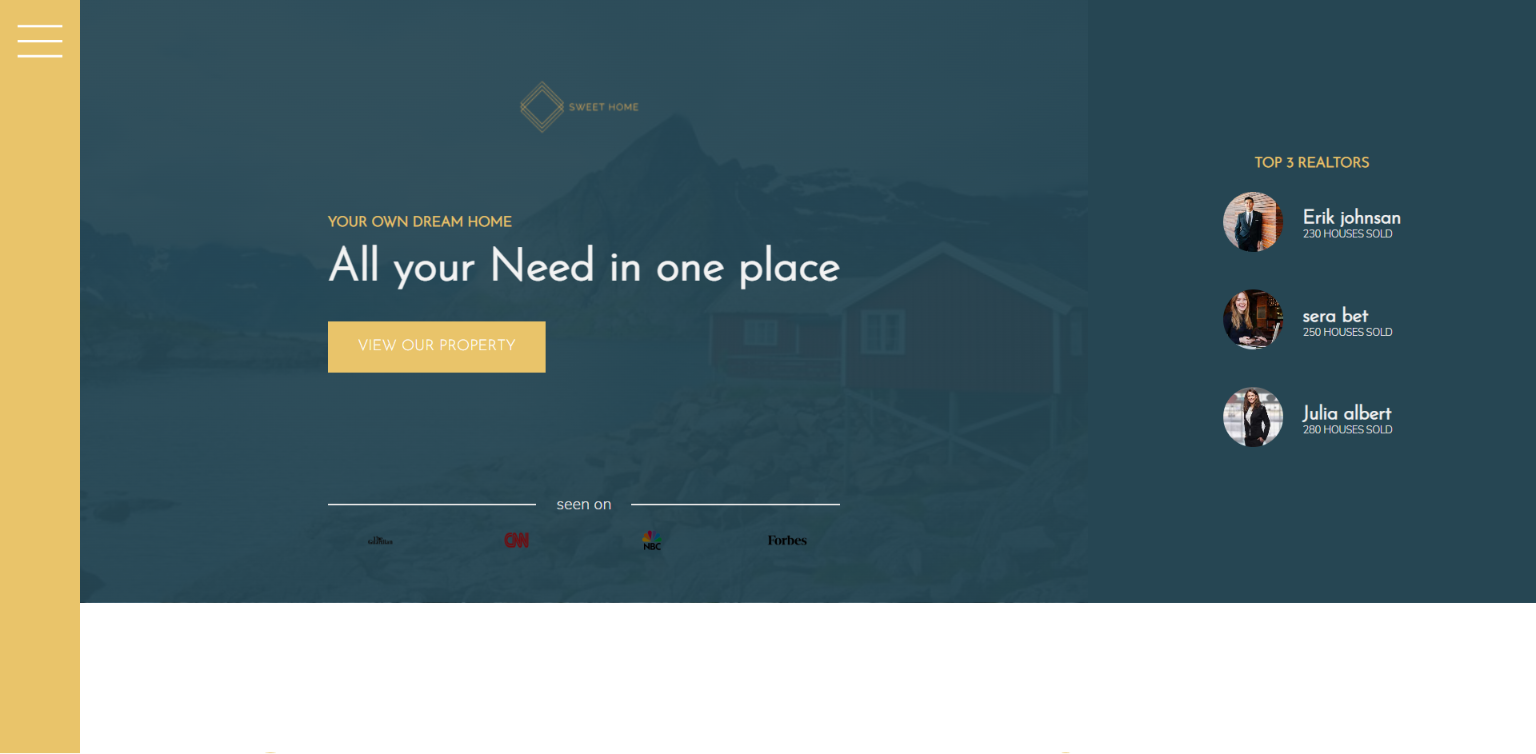 SWEET HOME
YOUR OWN DREAM HOME
All your Need in one place
VIEW OUR PROPERTY
seen on
CNN
NBC
Forbes
TOP 3 REALTORS
Erik johnsan
230 HOUSES SOLD
sera bet
250 HOUSES SOLD
Julia albert
280 HOUSES SOLD